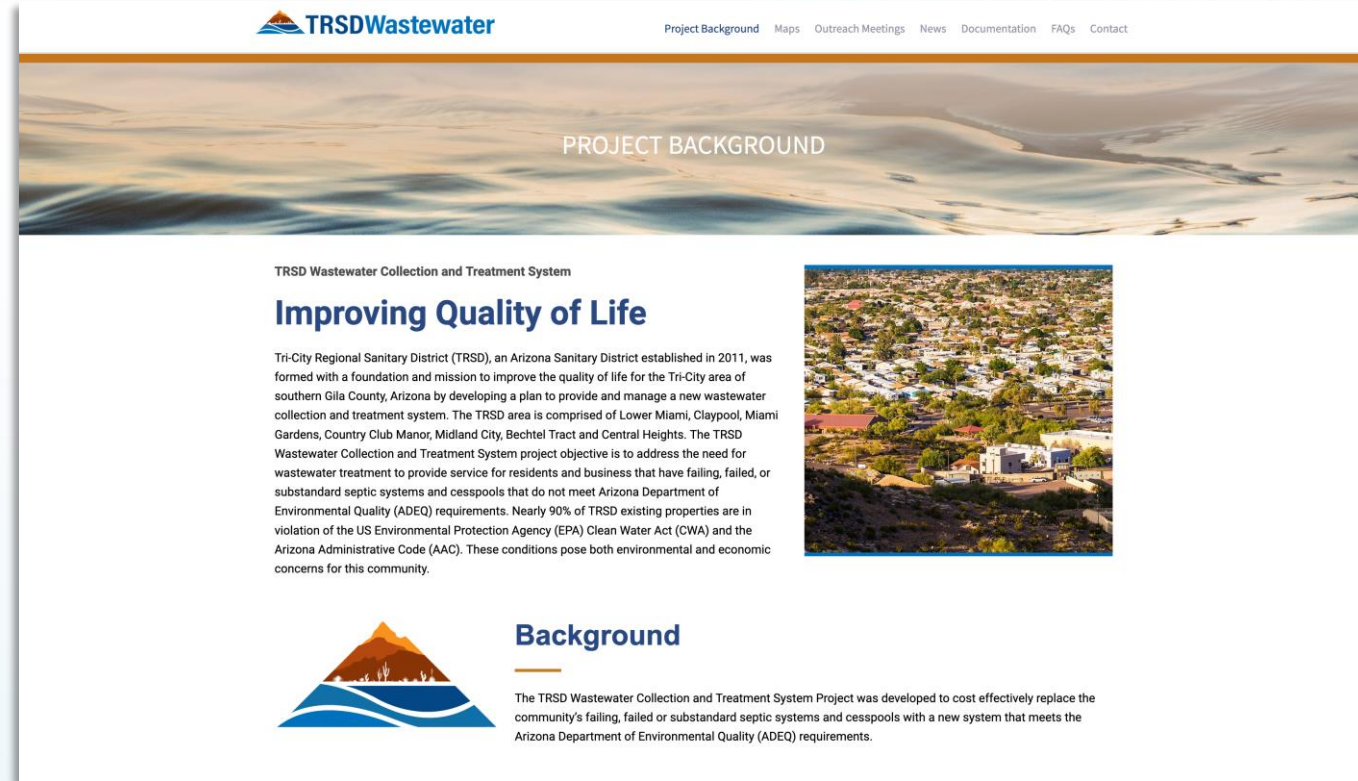 TRSDWastewater
Project Background Maps Outreach Meetings News Documentation FAQs Contact
PROJECT BACKGROUND
TRSD Wastewater Collection and Treatment System
Improving Quality of Life
Tri-City Regional Sanitary District (TRSD), an Arizona Sanitary District established in 2011, was
formed with a foundation and mission to improve the quality of life for the Tri-City area of
southern Gila County, Arizona by developing a plan to provide and manage a new wastewater
collection and treatment system. The TRSD area is comprised of Lower Miami, Claypool, Miami
Gardens, Country Club Manor, Midland City, Bechtel Tract and Central Heights. The TRSD
Wastewater Collection and Treatment System project objective is to address the need for
wastewater treatment to provide service for residents and business that have failing, failed, or
substandard septic systems and cesspools that do not meet Arizona Department of
Environmental Quality (ADEQ) requirements. Nearly 90% of TRSD existing properties are in
violation of the US Environmental Protection Agency (EPA) Clean Water Act (CWA) and the
Arizona Administrative Code (AAC). These conditions pose both environmental and economic
concerns for this community.
Background
The TRSD Wastewater Collection and Treatment System Project was developed to cost effectively replace the
community's failing, failed or substandard septic systems and cesspools with a new system that meets the
Arizona Department of Environmental Quality (ADEQ) requirements.